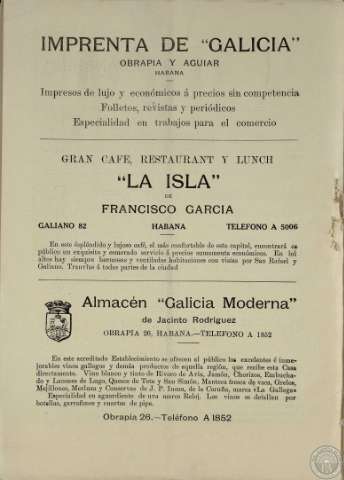 IMPRENTA DE "GALICIA"
OBRAPIA Y AGUIAR
HABANA
Impresos de lujo y económicos á precios sin competencia
Folletos, revistas y periódicos
Especialidad en trabajos para el comercio
GRAN CAFE, RESTAURANT Y LUNCH
"LA ISLA"
DE
FRANCISCO GARCIA
GALIANO 82 HABANA TELEFONO A 5006
En este espléndido y lujoso café, el más confortable de esta capital, encontrará el
público un exquisito y esmerado servicio á precios sumamente económicos. En los
altos hay siempre hermosas y ventiladas habitaciones con vistas por San Rafael y
Galiano. Tranvías á todas partes de la ciudad
Almacén "Galicia Moderna"
de Jacinto Rodríguez
OBRAPIA 26, HABANA.—TELEFONO A 1852
En este acreditado Establecimiento se ofrecen al público los excelentes é inme-
jorables vinos gallegos y demás productos de aquella región, que recibe esta Casa
directamente. Vino blanco y tinto de Rivero de Avia, Jamón, Chorizos, Embucha-
do y Lacones de Lugo, Quesos de Teta y San Simón, Manteca fresca de vaca, Grelos,
Mejillones, Merluza y Conservas de J. P. de la Coruña, marca «La Gallega»
Especialidad en aguardiente de uva marca Reloj. Los vinos se detallan por
botellas, garrafones y cuartos de pipa.
Obrapia 26.—Teléfono A 1852